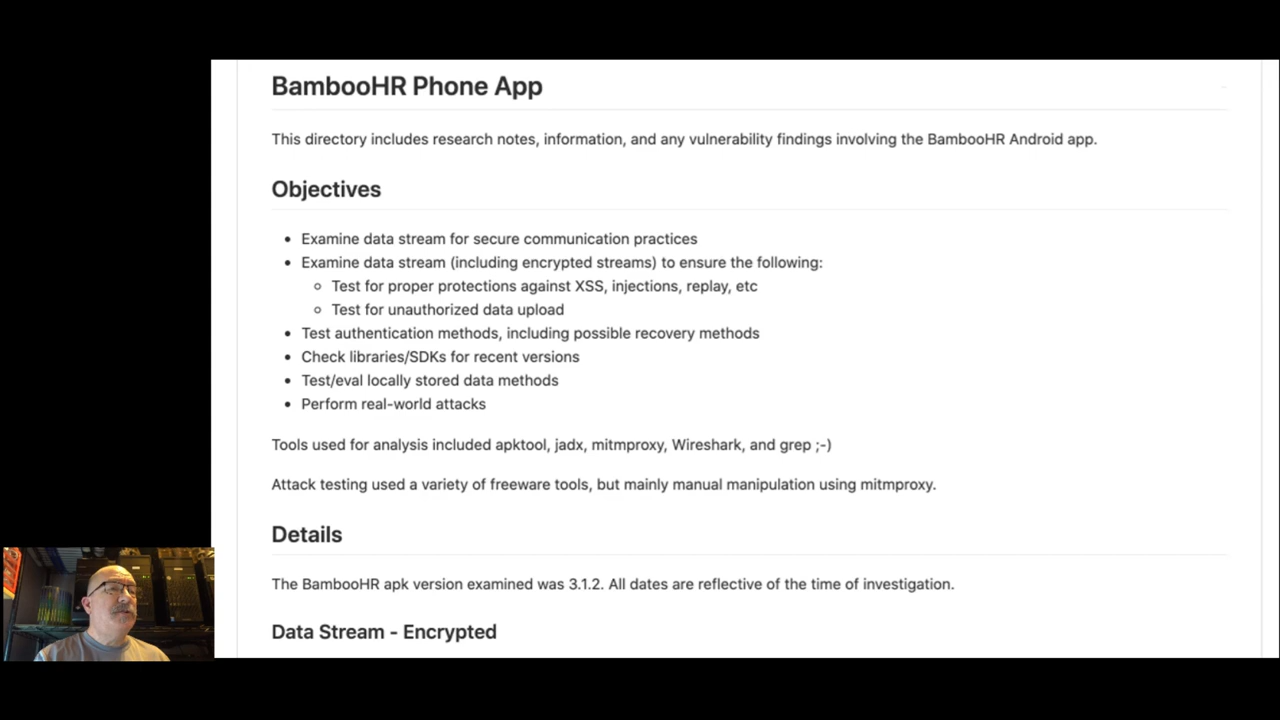 BambooHR Phone App
This directory includes research notes, information, and any vulnerability findings involving the BambooHR Android app.
Objectives
• Examine data stream for secure communication practices
• Examine data stream (including encrypted streams) to ensure the following:
◦ Test for proper protections against XSS, injections, replay, etc
◦ Test for unauthorized data upload
• Test authentication methods, including possible recovery methods
• Check libraries/SDKs for recent versions
• Test/eval locally stored data methods
• Perform real-world attacks
Tools used for analysis included apktool, jadx, mitmproxy, Wireshark, and grep ;-)
Attack testing used a variety of freeware tools, but mainly manual manipulation using mitmproxy.
Details
The BambooHR apk version examined was 3.1.2. All dates are reflective of the time of investigation.
Data Stream - Encrypted